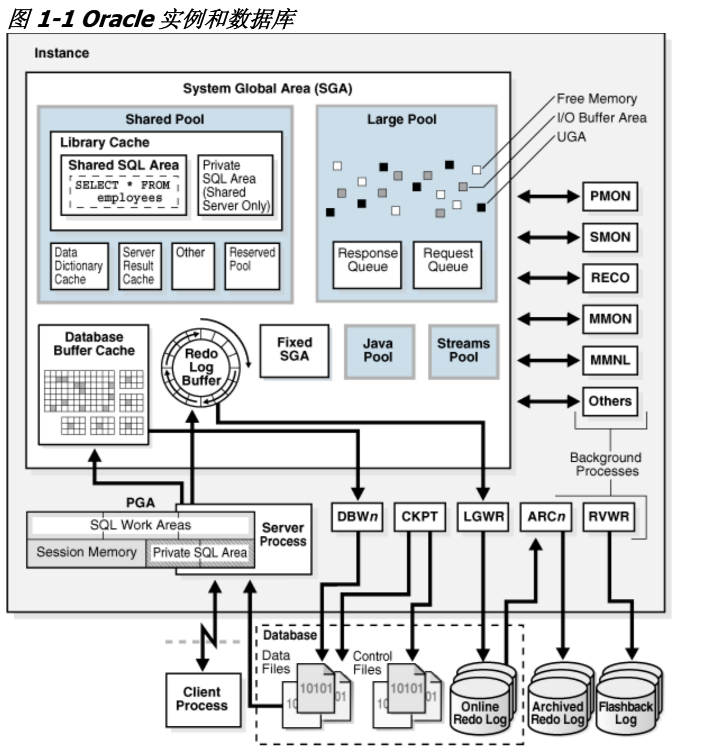 图 1-1 Oracle 实例和数据库
Instance
System Global Area (SGA)
Shared Pool
Library Cache
Shared SQL Area
SELECT * FROM
employees
Private
SQL Area
(Shared
Server Only)
Data
Dictionary
Cache
Server
Result
Cache
Other
Reserved
Pool
Large Pool
Response
Queue
Request
Queue
Free Memory
I/O Buffer Area
UGA
Database
Buffer Cache
Redo
Log
Buffer
Fixed
SGA
Java
Pool
Streams
Pool
PMON
SMON
RECO
MMON
MMNL
Others
Background
Processes
PGA
SQL Work Areas
Session Memory
Private SQL Area
Server
Process
DBWn
CKPT
LGWR
ARCn
RVWR
Client
Process
Database
Data
Files
10
10101
01
Control
Files
10
10101
01
Online
Redo Log
Archived
Redo Log
Flashback
Log